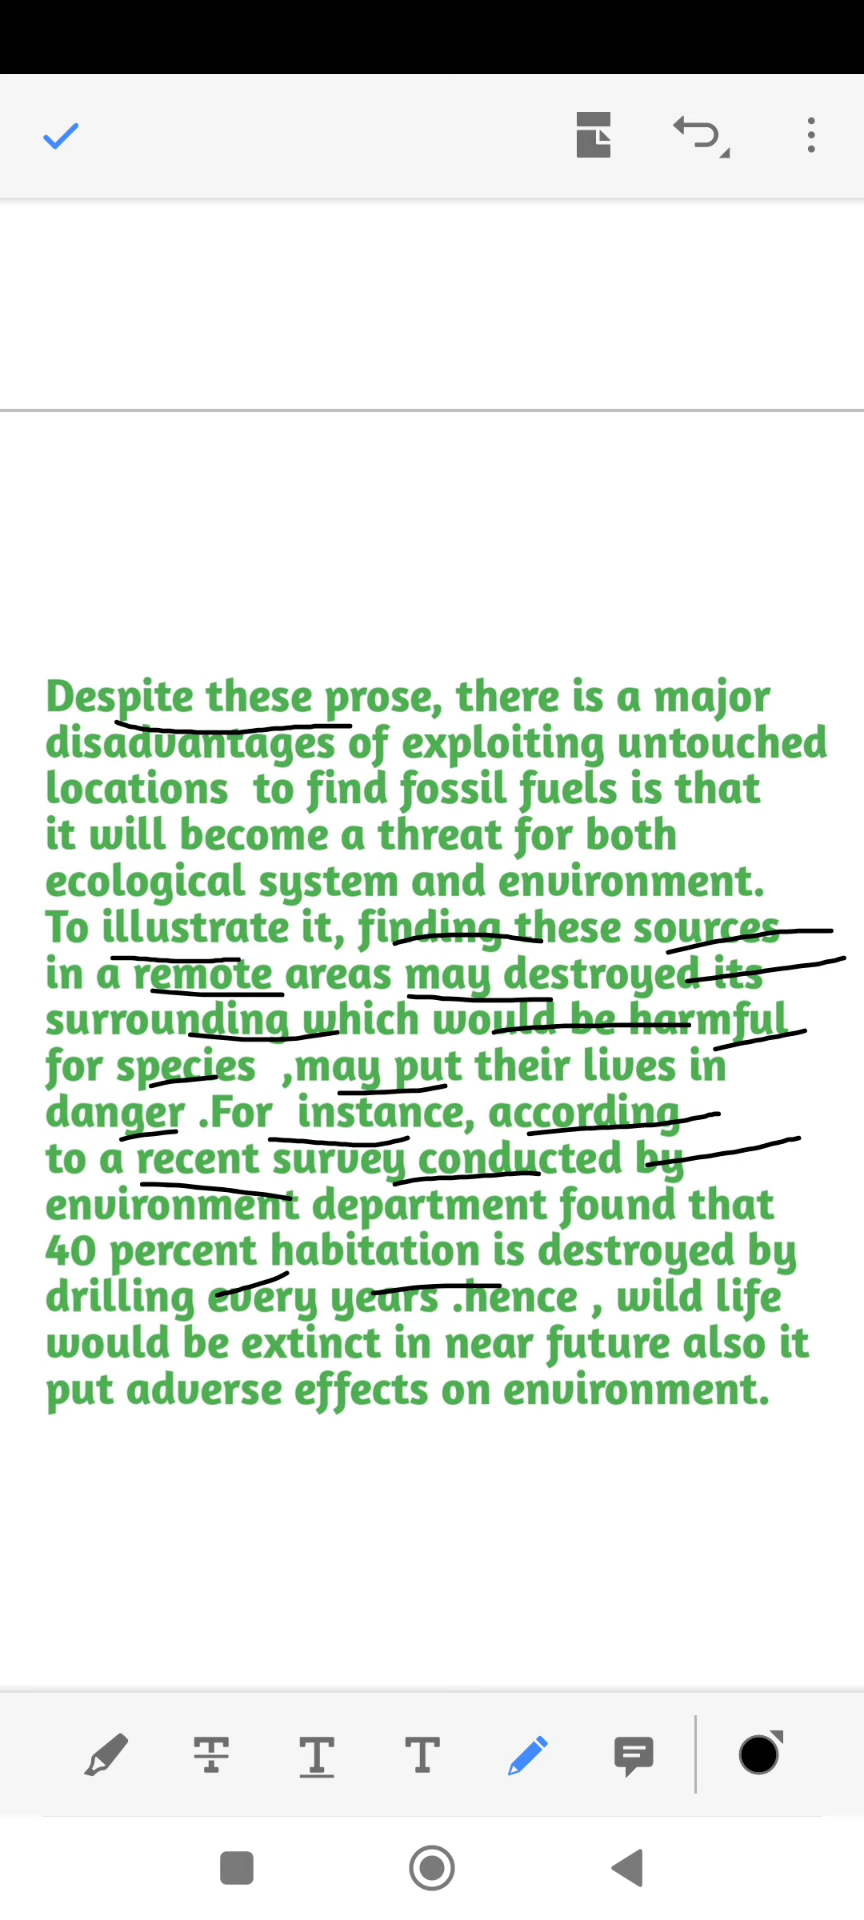 Despite these prose, there is a major
disadvantages of exploiting untouched
locations  to find fossil fuels is that
it will become a threat for both
ecological system and environment.
To illustrate it, finding these sources
in a remote areas may destroyed its
surrounding which would be harmful
for species  ,may put their lives in
danger .For  instance, according
to a recent survey conducted by
environment department found that
40 percent habitation is destroyed by
drilling every years .hence , wild life
would be extinct in near future also it
put adverse effects on environment.